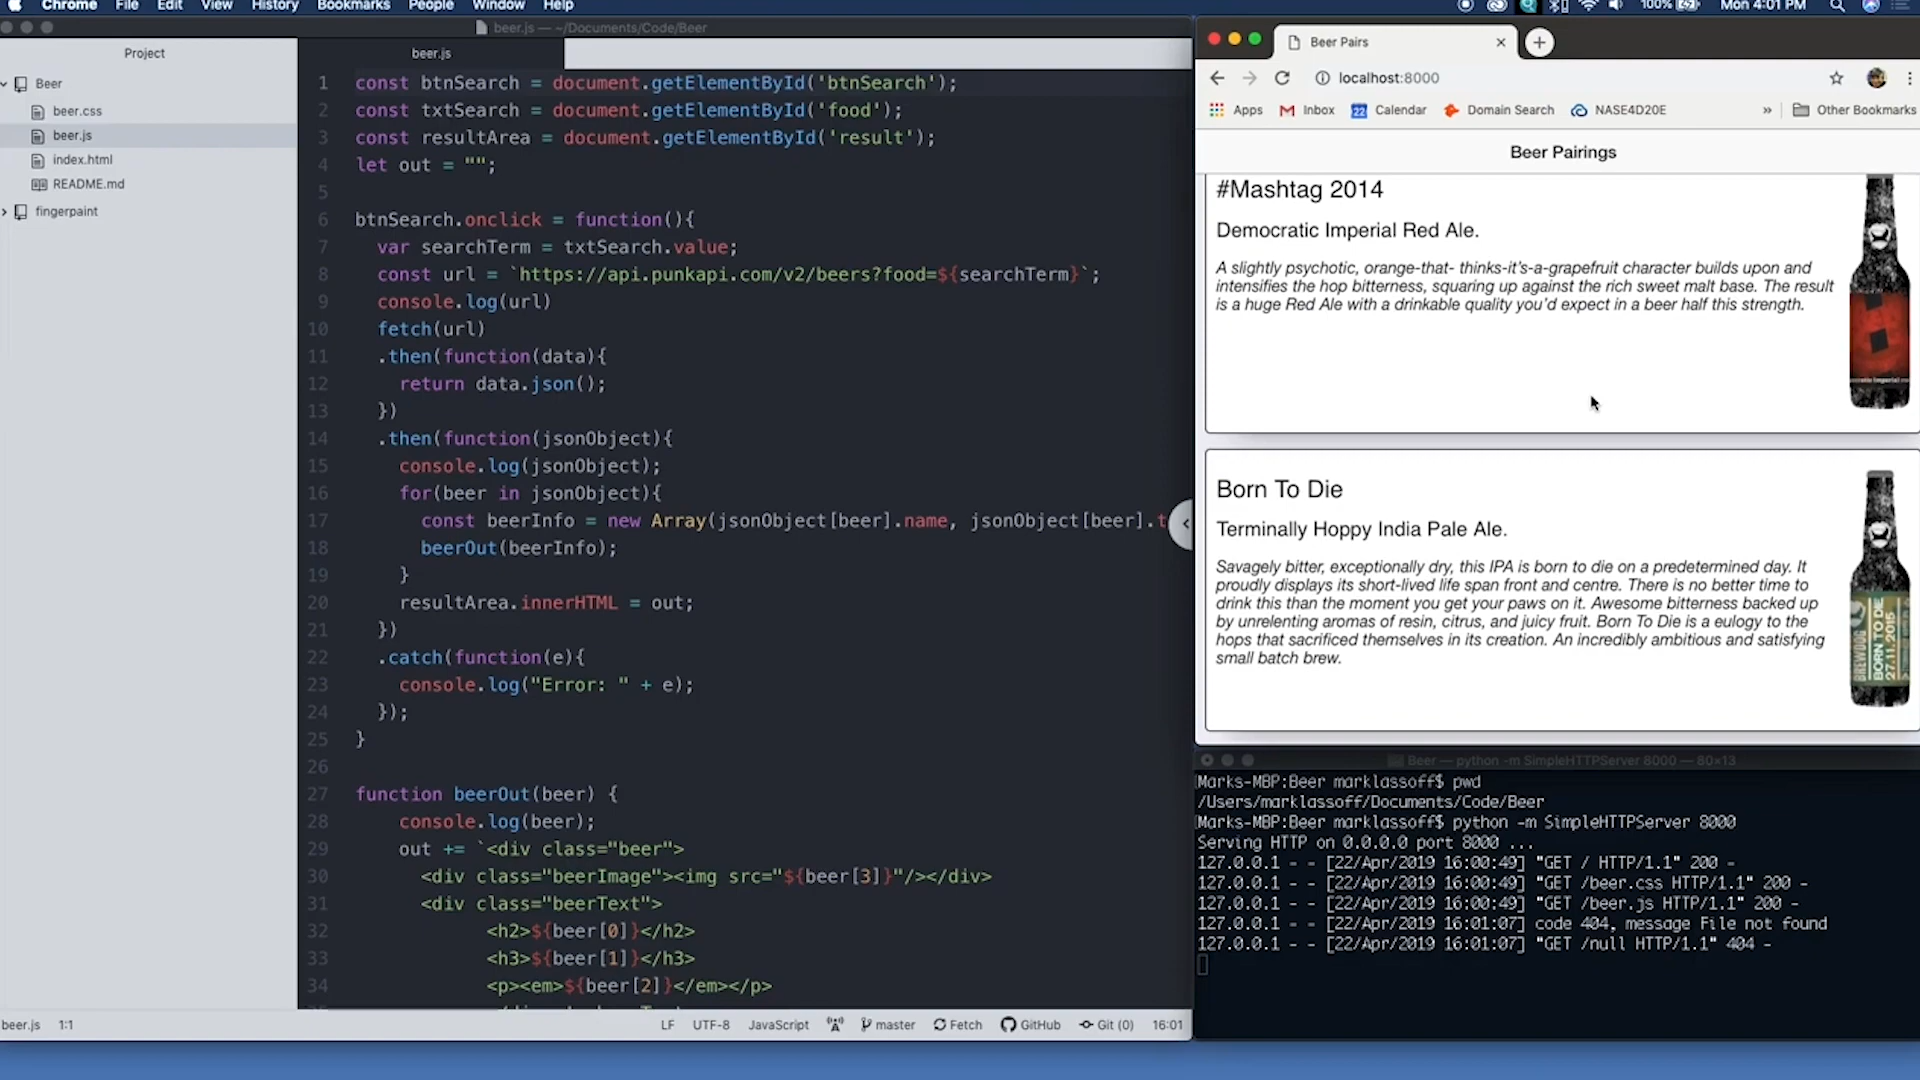 Chrome File Edit View History Bookmarks People Window Help
100% Mon 4:01 PM
beer.js — ~/Documents/Code/Beer
Project
Beer
beer.css
beer.js
index.html
README.md
fingerpaint
beer.js
1 const btnSearch = document.getElementById('btnSearch');
2 const txtSearch = document.getElementById('food');
3 const resultArea = document.getElementById('result');
4 let out = "";
5
6 btnSearch.onclick = function(){
7 var searchTerm = txtSearch.value;
8 const url = `https://api.punkapi.com/v2/beers?food=${searchTerm}`;
9 console.log(url)
10 fetch(url)
11 .then(function(data){
12 return data.json();
13 })
14 .then(function(jsonObject){
15 console.log(jsonObject);
16 for(beer in jsonObject){
17 const beerInfo = new Array(jsonObject[beer].name, jsonObject[beer].t
18 beerOut(beerInfo);
19 }
20 resultArea.innerHTML = out;
21 })
22 .catch(function(e){
23 console.log("Error: " + e);
24 });
25 }
26
27 function beerOut(beer) {
28 console.log(beer);
29 out += `<div class="beer">
30 <div class="beerImage"><img src="${beer[3]}"/></div>
31 <div class="beerText">
32 <h2>${beer[0]}</h2>
33 <h3>${beer[1]}</h3>
34 <p><em>${beer[2]}</em></p>
beer.js 1:1
LF UTF-8 JavaScript master Fetch GitHub Git (0) 16:01
Beer Pairs
localhost:8000
Apps Inbox 22 Calendar Domain Search NASE4D20E » Other Bookmarks
Beer Pairings
#Mashtag 2014
Democratic Imperial Red Ale.
A slightly psychotic, orange-that- thinks-it's-a-grapefruit character builds upon and
intensifies the hop bitterness, squaring up against the rich sweet malt base. The result
is a huge Red Ale with a drinkable quality you'd expect in a beer half this strength.
Born To Die
Terminally Hoppy India Pale Ale.
Savagely bitter, exceptionally dry, this IPA is born to die on a predetermined day. It
proudly displays its short-lived life span front and centre. There is no better time to
drink this than the moment you get your paws on it. Awesome bitterness backed up
by unrelenting aromas of resin, citrus, and juicy fruit. Born To Die is a eulogy to the
hops that sacrificed themselves in its creation. An incredibly ambitious and satisfying
small batch brew.
BREWDOG
BORN TO DIE
27.11.2015
Beer — python -m SimpleHTTPServer 8000 — 80×13
[Marks-MBP:Beer marklassoff$ pwd
/Users/marklassoff/Documents/Code/Beer
[Marks-MBP:Beer marklassoff$ python -m SimpleHTTPServer 8000
Serving HTTP on 0.0.0.0 port 8000 ...
127.0.0.1 - - [22/Apr/2019 16:00:49] "GET / HTTP/1.1" 200 -
127.0.0.1 - - [22/Apr/2019 16:00:49] "GET /beer.css HTTP/1.1" 200 -
127.0.0.1 - - [22/Apr/2019 16:00:49] "GET /beer.js HTTP/1.1" 200 -
127.0.0.1 - - [22/Apr/2019 16:01:07] code 404, message File not found
127.0.0.1 - - [22/Apr/2019 16:01:07] "GET /null HTTP/1.1" 404 -